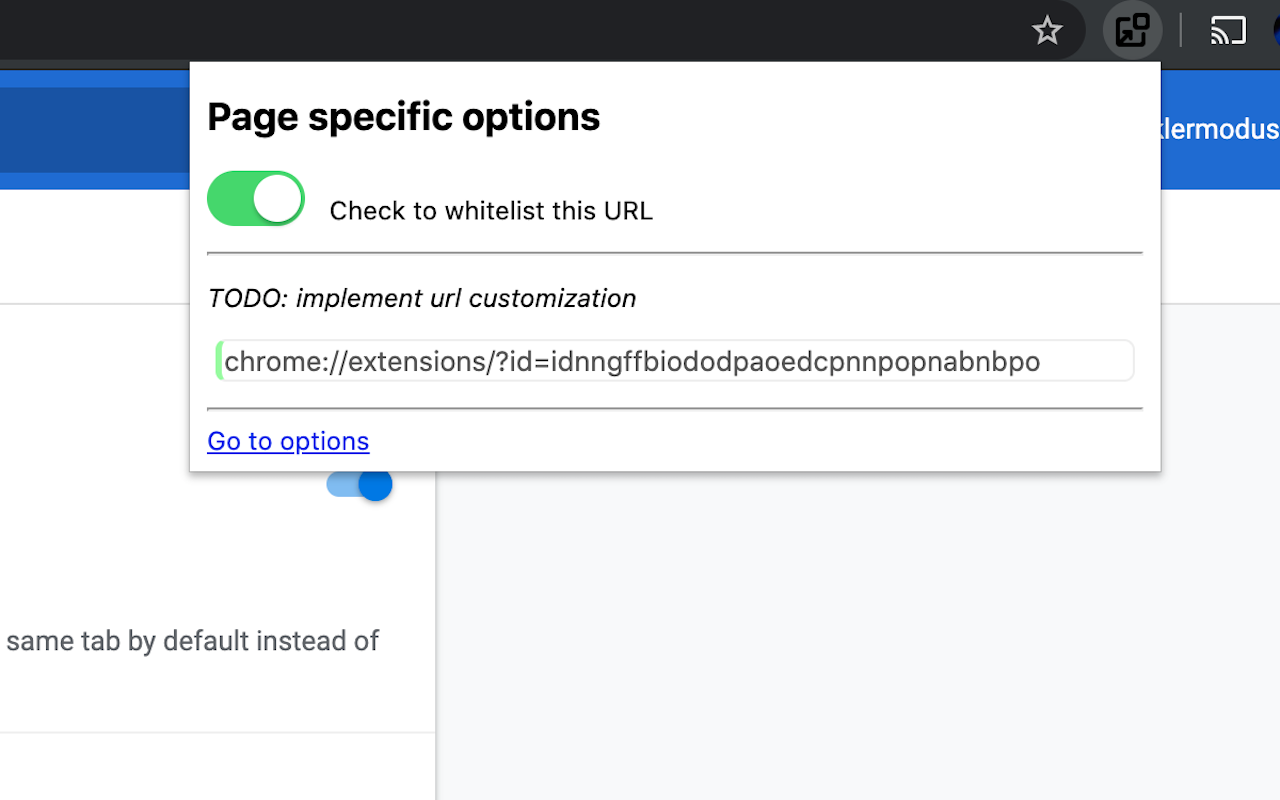 Page specific options
lermodus
Check to whitelist this URL
TODO: implement url customization
chrome://extensions/?id=idnngffbiododpaoedcpnnpopnabnbpo
Go to options
same tab by default instead of